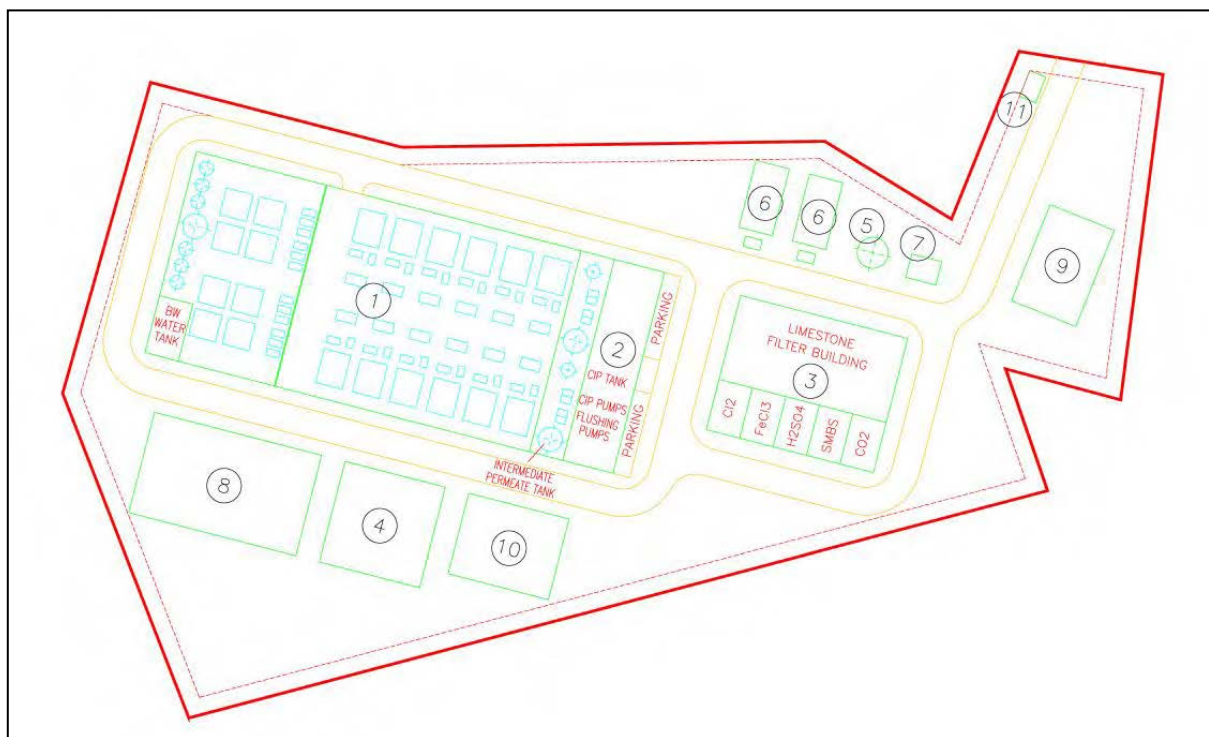 11
6
6
5
7
9
1
BW
WATER
TANK
2
PARKING
CIP TANK
CIP PUMPS
FLUSHING
PUMPS
PARKING
LIMESTONE
FILTER BUILDING
3
Cl2
FeCl3
H2SO4
SMBS
CO2
INTERMEDIATE
PERMEATE TANK
8
4
10